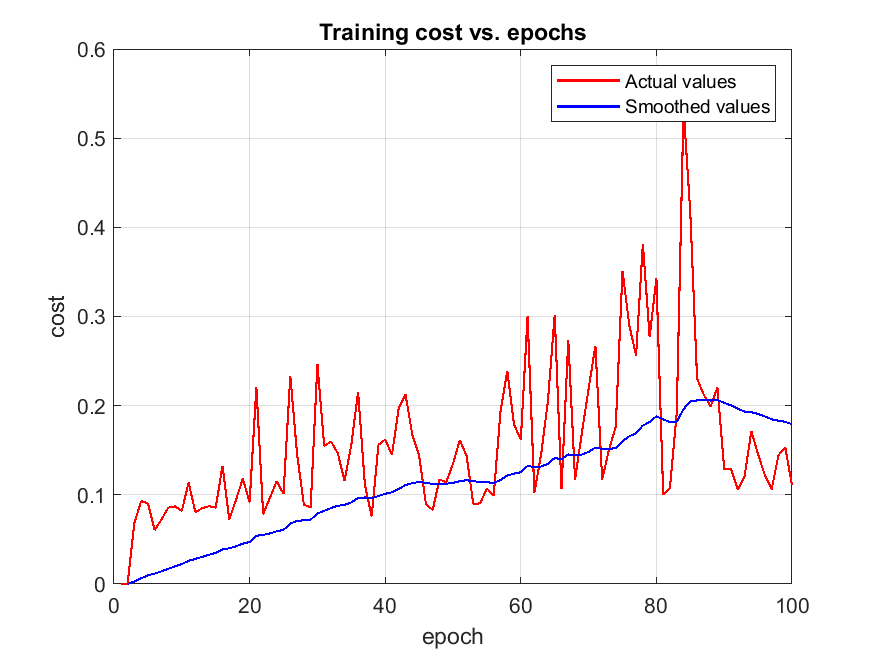 Training cost vs. epochs
Actual values
Smoothed values
0.6
0.5
0.4
0.3
0.2
0.1
0
cost
0 20 40 60 80 100
epoch